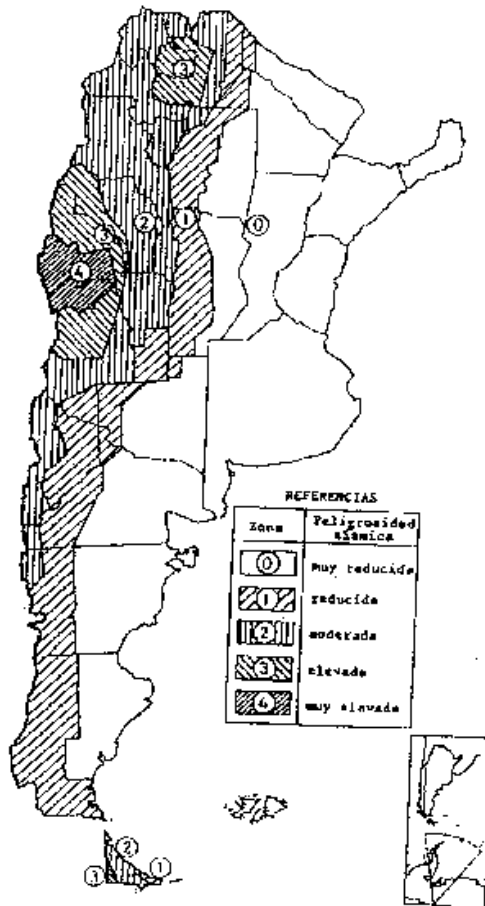 3
2
1
0
3
4
REFERENCIAS
Zona Peligrosidad sísmica
0 muy reducida
1 reducida
2 moderada
3 elevada
4 muy elevada
2
3
1